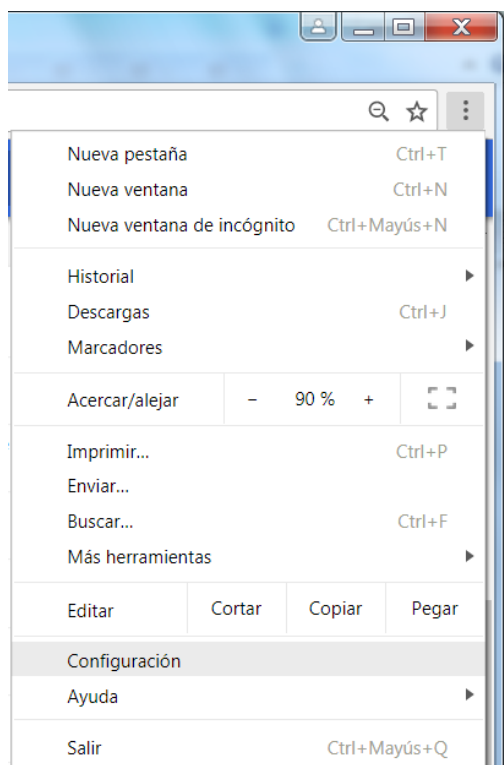 Nueva pestaña Ctrl+T
Nueva ventana Ctrl+N
Nueva ventana de incógnito Ctrl+Mayús+N
Historial
Descargas Ctrl+J
Marcadores
Acercar/alejar − 90 % +
Imprimir... Ctrl+P
Enviar...
Buscar... Ctrl+F
Más herramientas
Editar Cortar Copiar Pegar
Configuración
Ayuda
Salir Ctrl+Mayús+Q